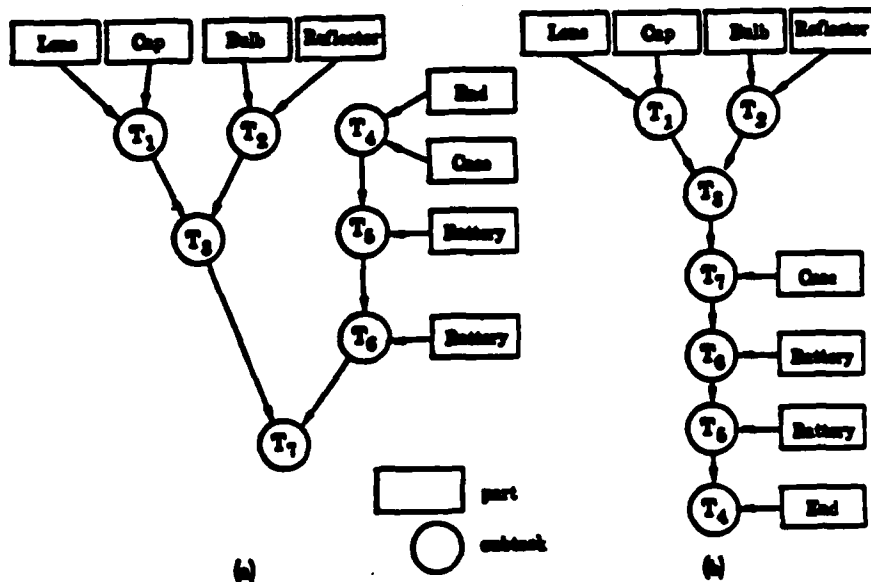 Lens Cap Bulb Reflector
T1 T2
T4
End
Case
T3
T5
Battery
T6
Battery
T7
part
subtask
(a)
Lens Cap Bulb Reflector
T1 T2
T3
T7
Case
T6
Battery
T5
Battery
T4
End
(b)